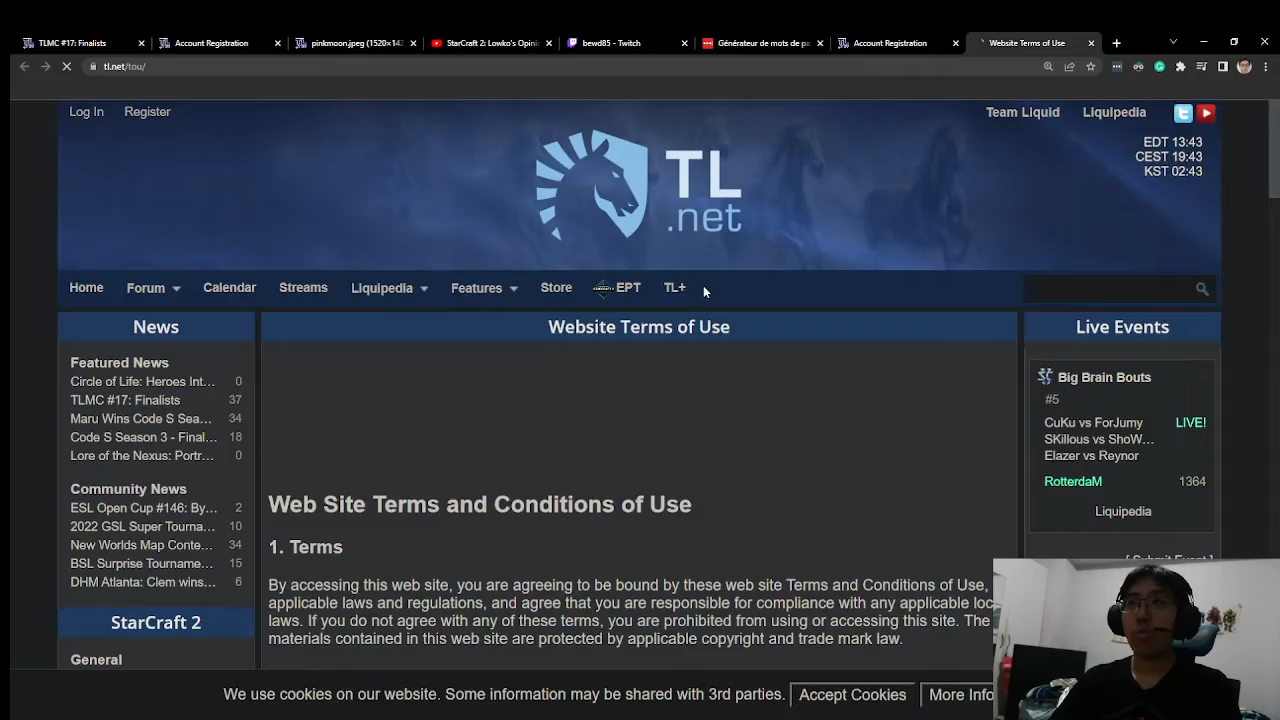 TLMC #17: Finalists
Account Registration
pinkmoon.jpeg (1520×142
StarCraft 2: Lowko's Opini
bewd85 - Twitch
Générateur de mots de pa
Account Registration
Website Terms of Use
tl.net/tou/
Log In Register
Team Liquid Liquipedia
EDT 13:43
CEST 19:43
KST 02:43
TL
.net
Home Forum Calendar Streams Liquipedia Features Store EPT TL+
News
Featured News
Circle of Life: Heroes Int... 0
TLMC #17: Finalists 37
Maru Wins Code S Sea... 34
Code S Season 3 - Final... 18
Lore of the Nexus: Portr... 0
Community News
ESL Open Cup #146: By... 2
2022 GSL Super Tourna... 10
New Worlds Map Conte... 34
BSL Surprise Tourname... 15
DHM Atlanta: Clem wins... 6
StarCraft 2
General
Website Terms of Use
Web Site Terms and Conditions of Use
1. Terms
By accessing this web site, you are agreeing to be bound by these web site Terms and Conditions of Use,
applicable laws and regulations, and agree that you are responsible for compliance with any applicable loc
laws. If you do not agree with any of these terms, you are prohibited from using or accessing this site. The
materials contained in this web site are protected by applicable copyright and trade mark law.
Live Events
Big Brain Bouts
#5
CuKu vs ForJumy LIVE!
SKillous vs ShoW...
Elazer vs Reynor
RotterdaM 1364
Liquipedia
[ Submit Event ]
We use cookies on our website. Some information may be shared with 3rd parties. Accept Cookies More Info